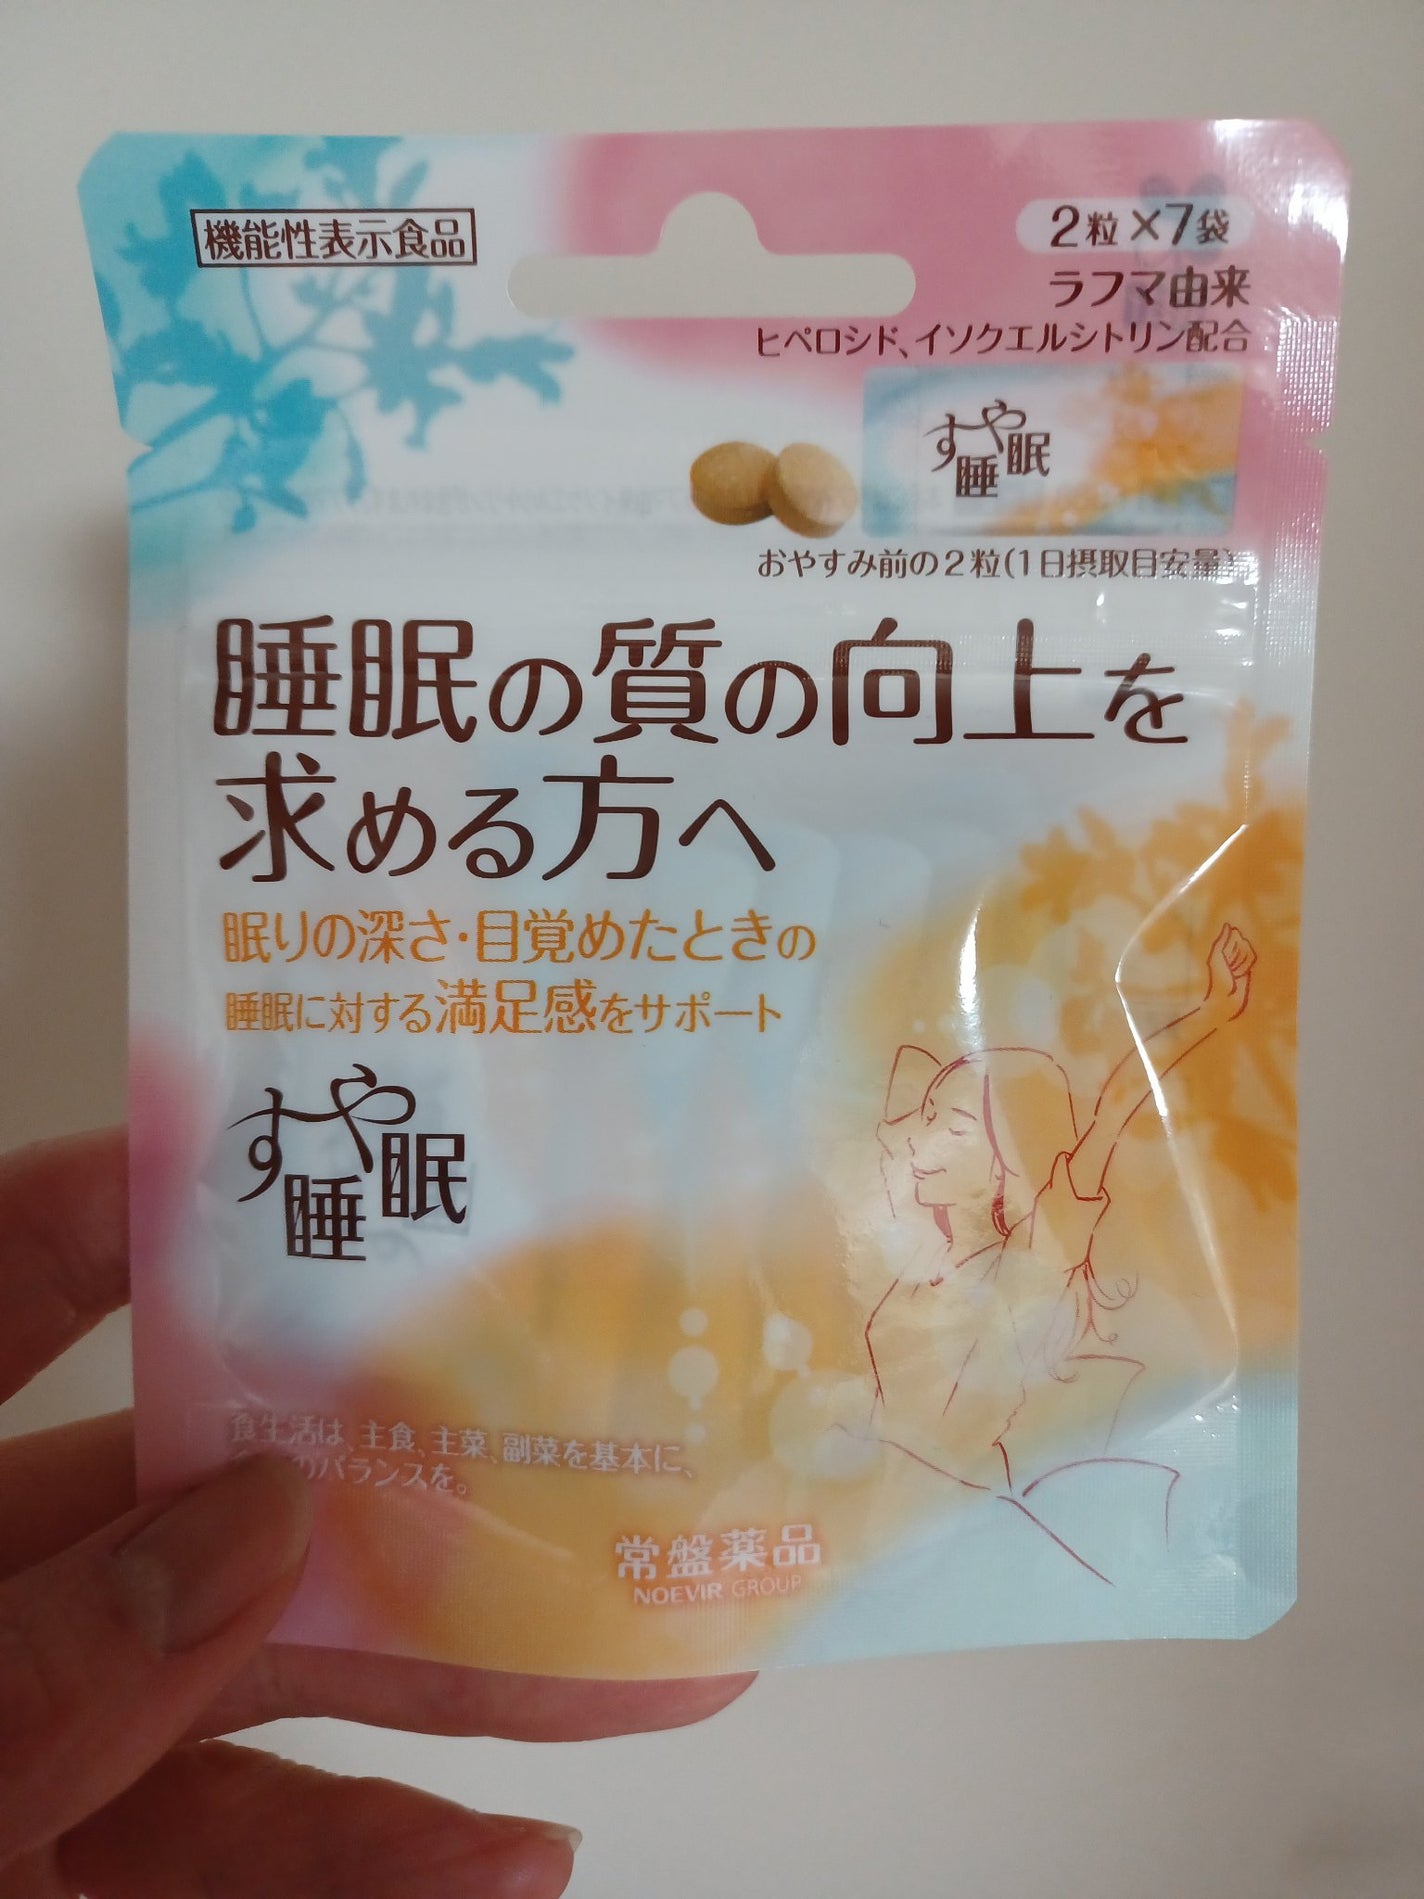 機能性表示食品
2粒×7袋
ラフマ由来
ヒペロシド、イソクエルシトリン配合
すや睡眠
おやすみ前の2粒(1日摂取目安量)
睡眠の質の向上を
求める方へ
眠りの深さ・目覚めたときの
睡眠に対する満足感をサポート
すや睡眠
食生活は、主食、主菜、副菜を基本に、
のバランスを。
常盤薬品
NOEVIR GROUP